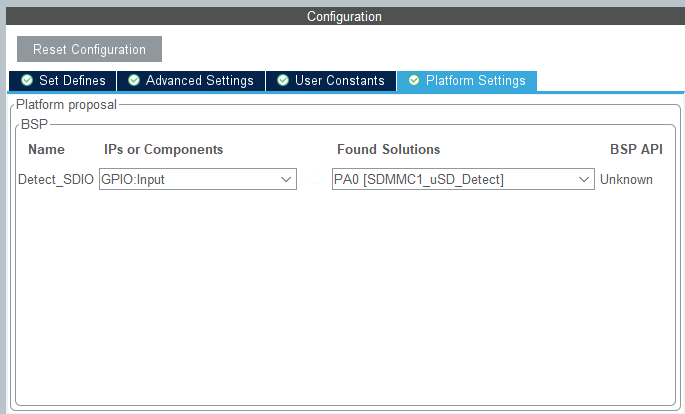 Configuration
Reset Configuration
Set Defines Advanced Settings User Constants Platform Settings
Platform proposal
BSP
Name IPs or Components Found Solutions BSP API
Detect_SDIO GPIO:Input PA0 [SDMMC1_uSD_Detect] Unknown